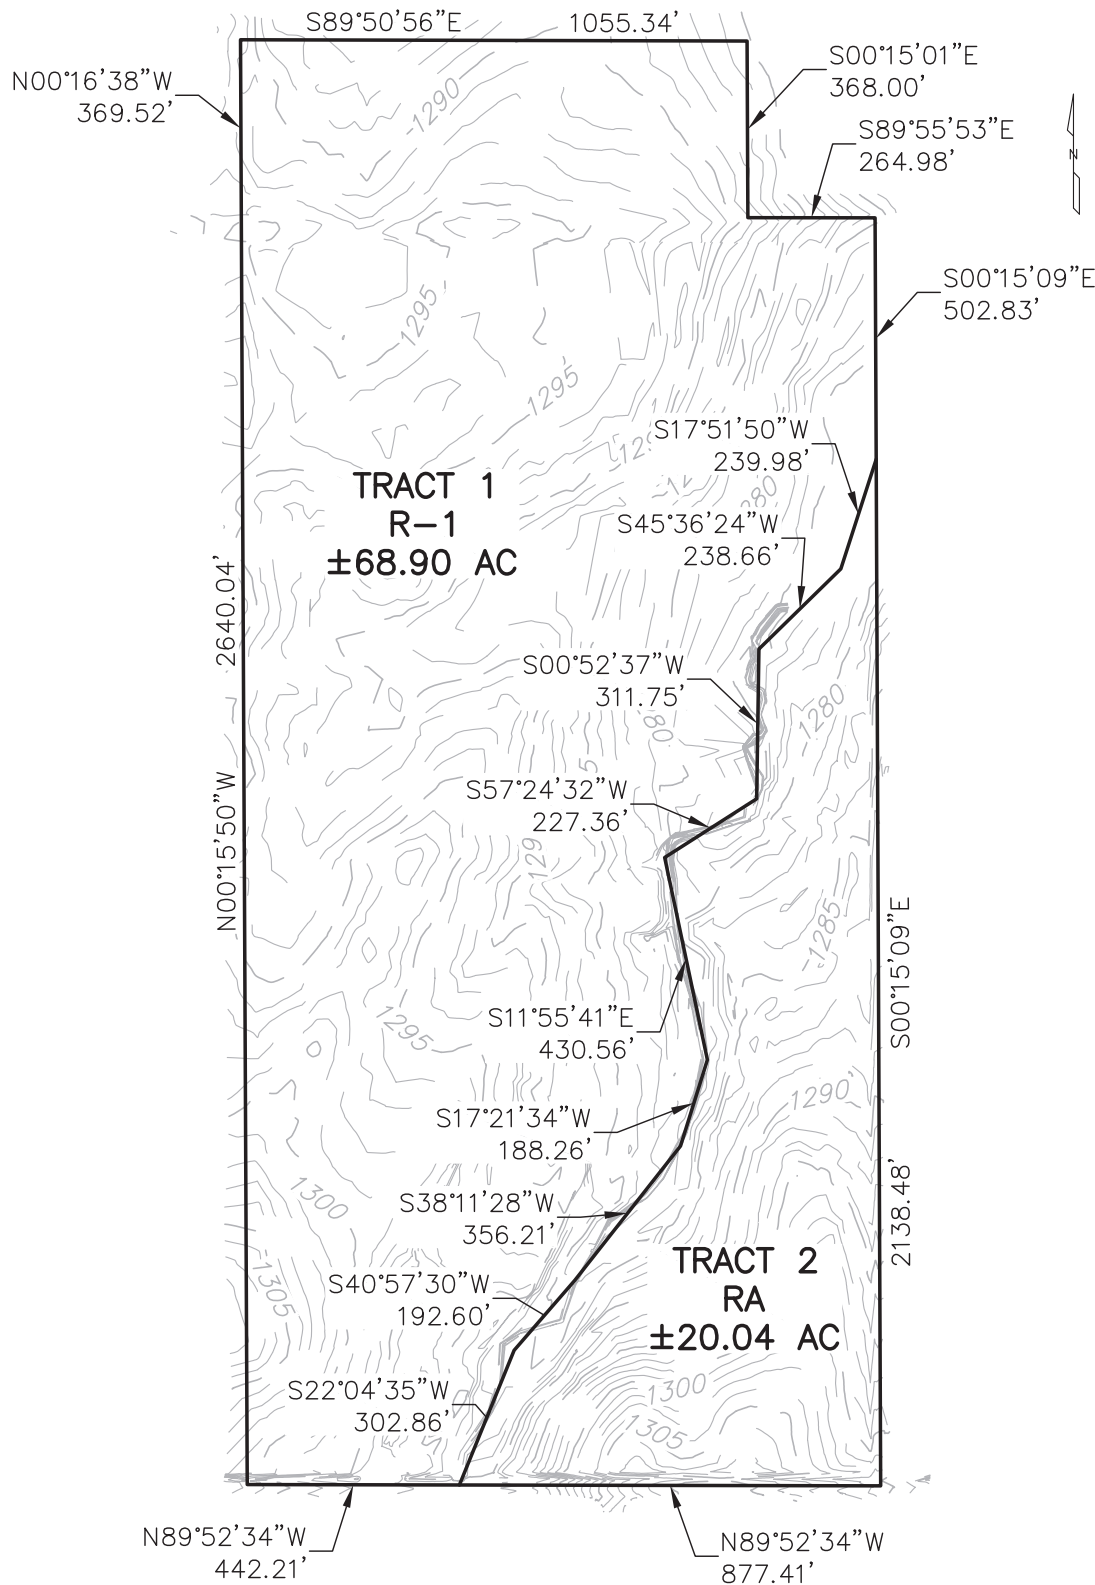 S89°50'56"E 1055.34'
N00°16'38"W
369.52'
S00°15'01"E
368.00'
1290
S89°55'53"E
264.98'
N
S00°15'09"E
502.83'
1295
1295
S17°51'50"W
239.98'
TRACT 1
R-1
±68.90 AC
S45°36'24"W
238.66'
2640.04'
N00°15'50"W
S00°52'37"W
311.75'
1280
S57°24'32"W
227.36'
1285
S00°15'09"E
2138.48'
1295
S11°55'41"E
430.56'
1290'
S17°21'34"W
188.26'
1300
S38°11'28"W
356.21'
TRACT 2
RA
±20.04 AC
1305
S40°57'30"W
192.60'
S22°04'35"W
302.86'
1300
1305
N89°52'34"W
442.21'
N89°52'34"W
877.41'